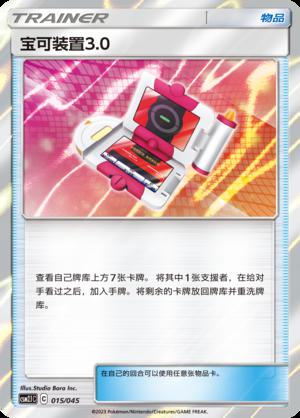 TRAINER 物品
宝可装置3.0
查看自己牌库上方7张卡牌。将其中1张支援者，在给对
手看过之后，加入手牌。将剩余的卡牌放回牌库并重洗牌
库。
Illus.Studio Bora Inc.
在自己的回合可以使用任意张物品卡。
C 015/045
©2023 Pokémon/Nintendo/Creatures/GAME FREAK.